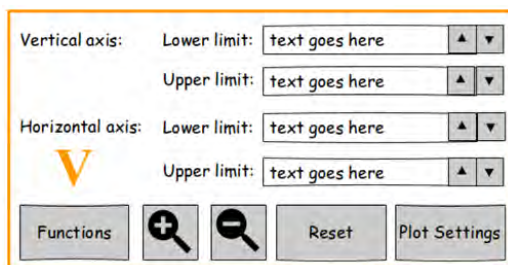 Vertical axis: Lower limit: text goes here
Upper limit: text goes here
Horizontal axis: Lower limit: text goes here
V Upper limit: text goes here
Functions Reset Plot Settings